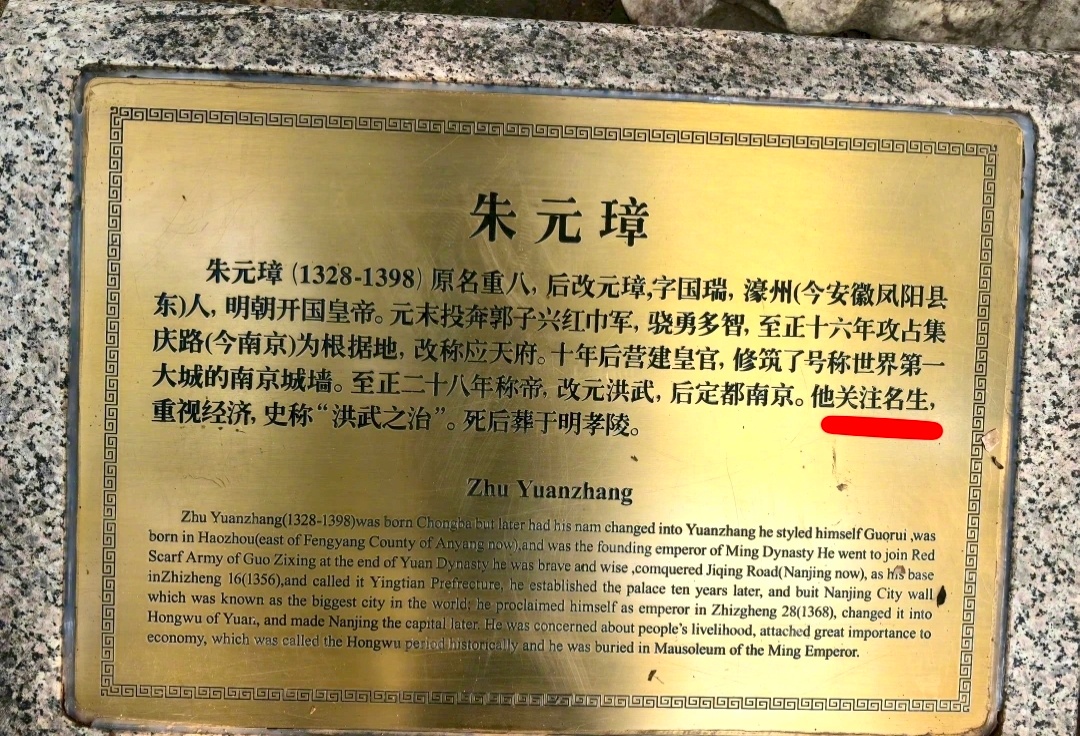 朱元璋
朱元璋(1328-1398)原名重八,后改元璋,字国瑞,濠州(今安徽凤阳县
东)人,明朝开国皇帝。元末投奔郭子兴红巾军,骁勇多智,至正十六年攻占集
庆路(今南京)为根据地,改称应天府。十年后营建皇官,修筑了号称世界第一
大城的南京城墙。至正二十八年称帝,改元洪武,后定都南京。他关注名生,
重视经济,史称“洪武之治”。死后葬于明孝陵。
Zhu Yuanzhang
Zhu Yuanzhang(1328-1398)was born Chongba but later had his nam changed into Yuanzhang he styled himself Guorui ,was
born in Haozhou(east of Fengyang County of Anyang now),and was the founding emperor of Ming Dynasty He went to join Red
Scarf Army of Guo Zixing at the end of Yuan Dynasty he was brave and wise ,comquered Jiqing Road(Nanjing now), as his base
inZhizheng 16(1356),and called it Yingtian Prefrecture, he established the palace ten years later, and buit Nanjing City wall
which was known as the biggest city in the world; he proclaimed himself as emperor in Zhizgheng 28(1368), changed it into
Hongwu of Yuan, and made Nanjing the capital later. He was concerned about people's livelihood, attached great importance to
economy, which was called the Hongwu period historically and he was buried in Mausoleum of the Ming Emperor.